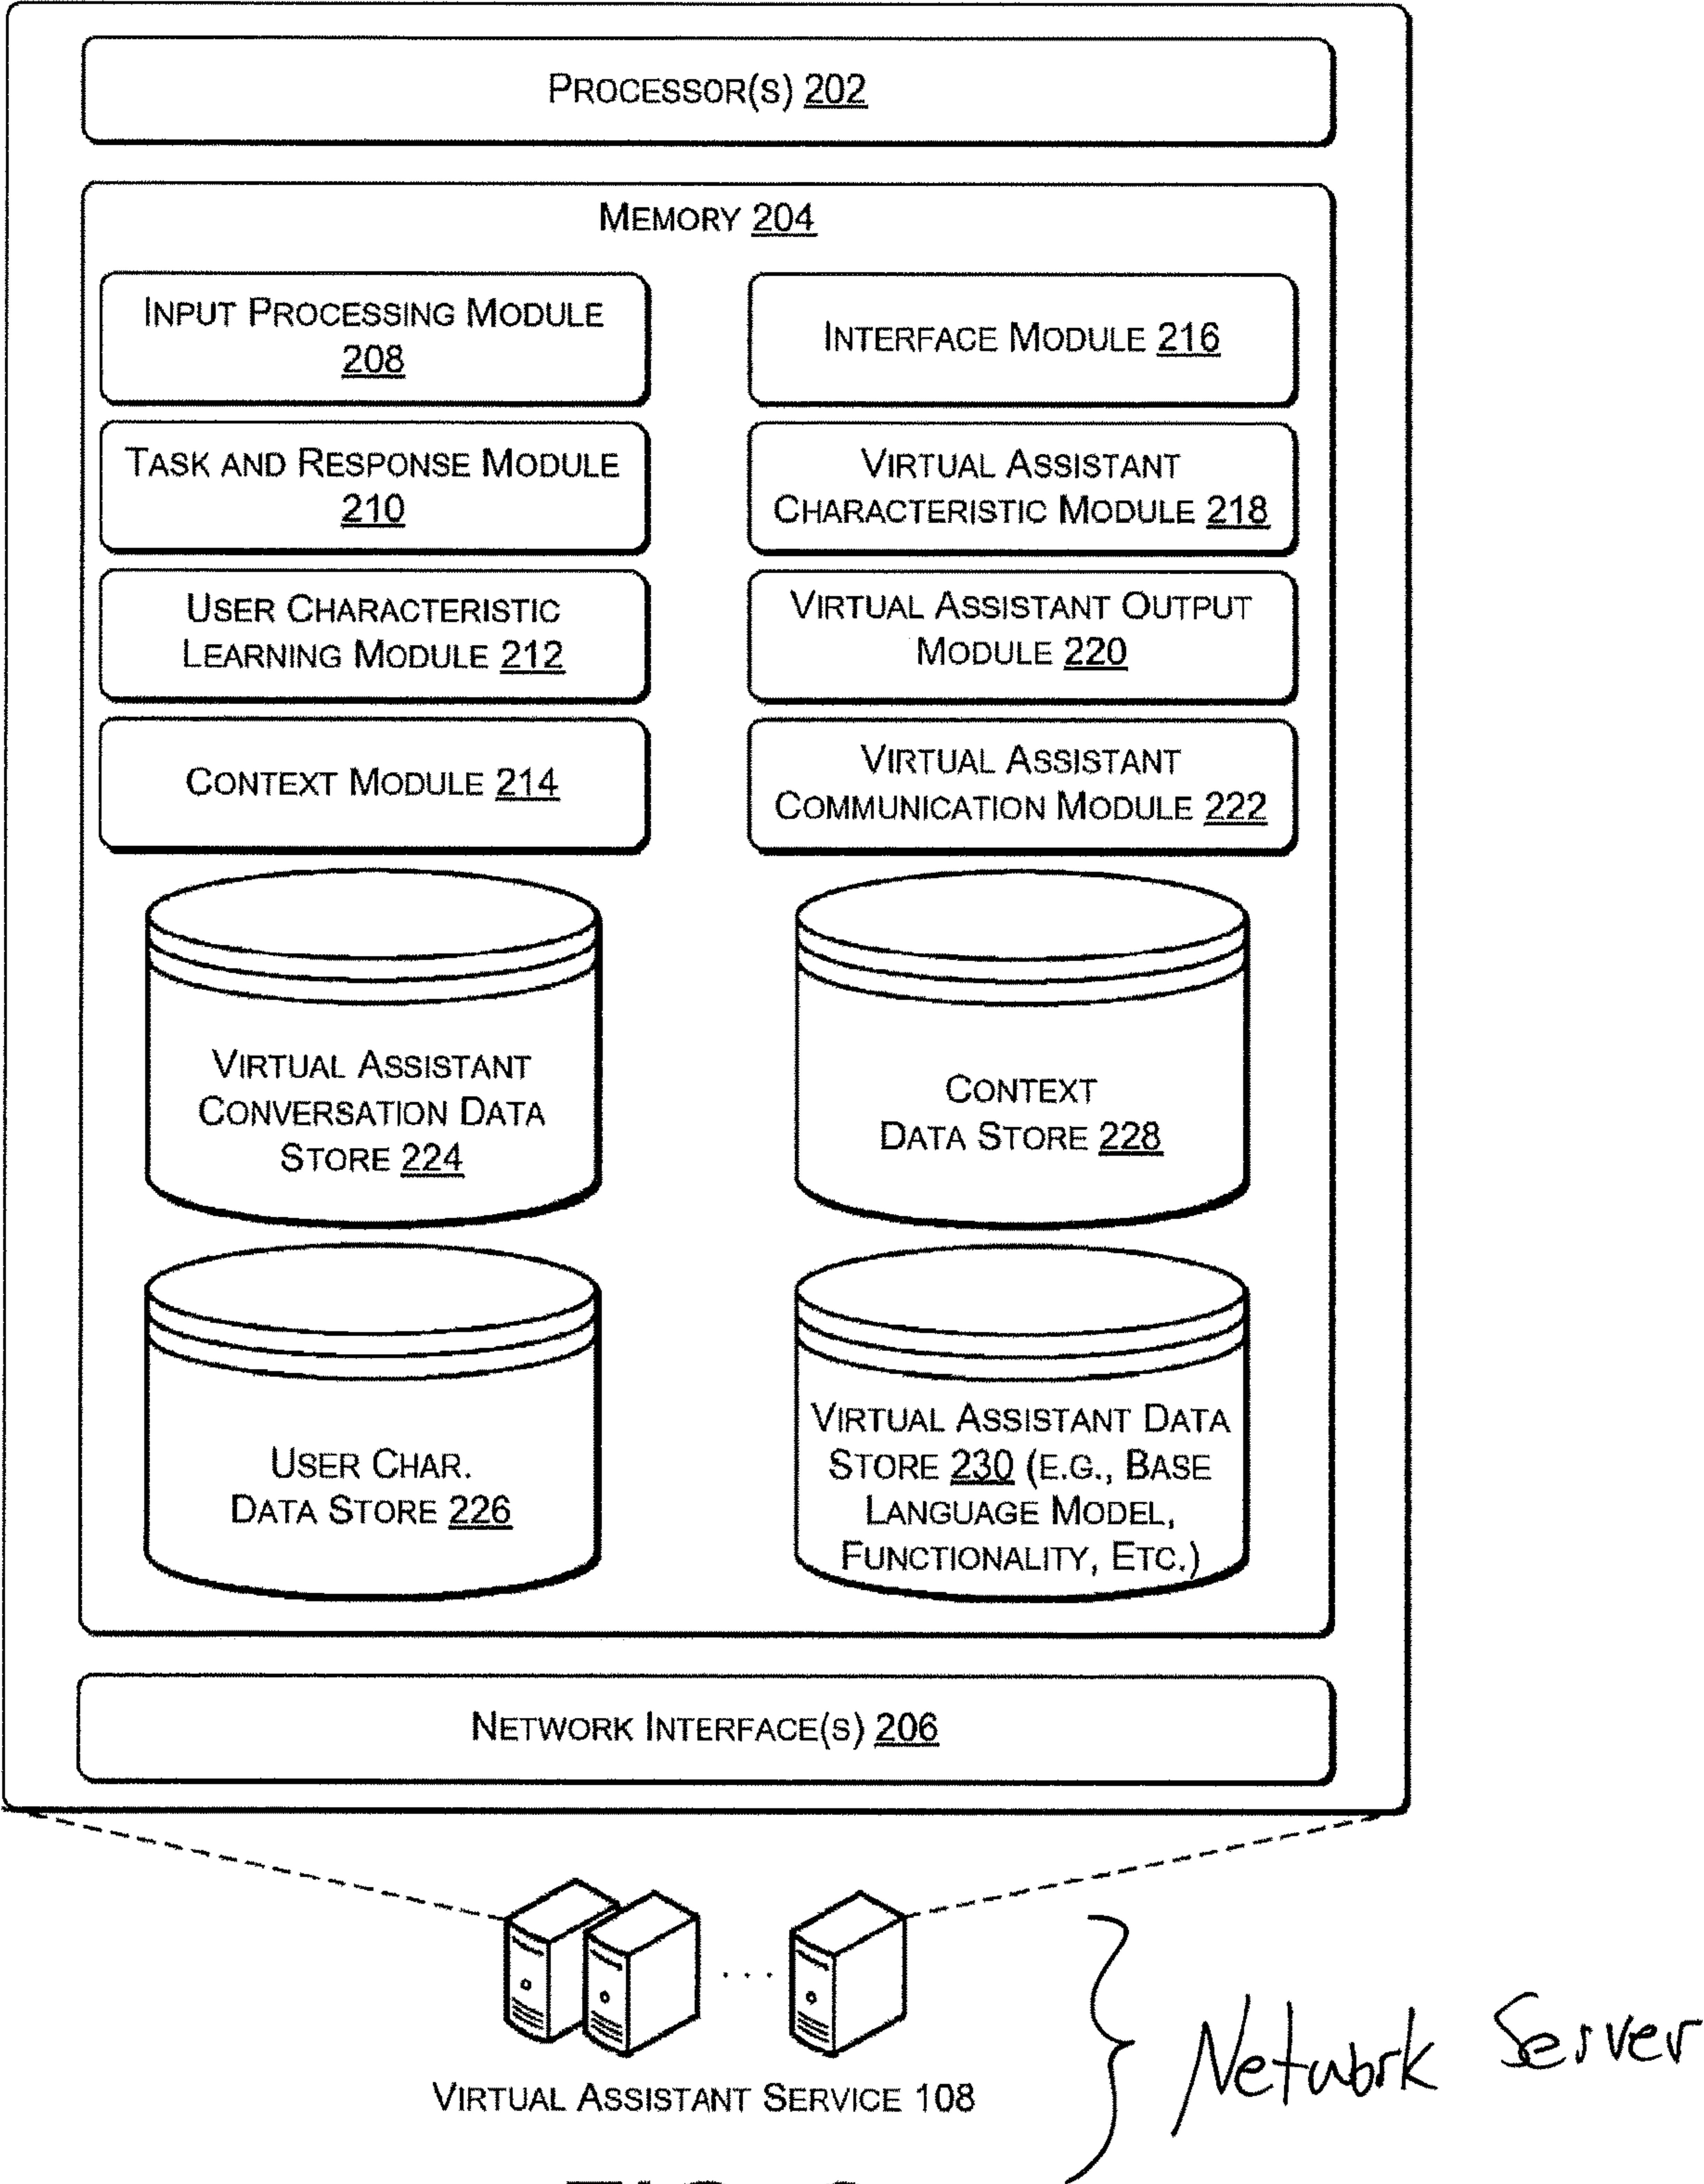 PROCESSOR(S) 202
MEMORY 204
INPUT PROCESSING MODULE
208
TASK AND RESPONSE MODULE
210
USER CHARACTERISTIC
LEARNING MODULE 212
CONTEXT MODULE 214
INTERFACE MODULE 216
VIRTUAL ASSISTANT
CHARACTERISTIC MODULE 218
VIRTUAL ASSISTANT OUTPUT
MODULE 220
VIRTUAL ASSISTANT
COMMUNICATION MODULE 222
VIRTUAL ASSISTANT
CONVERSATION DATA
STORE 224
CONTEXT
DATA STORE 228
USER CHAR.
DATA STORE 226
VIRTUAL ASSISTANT DATA
STORE 230 (E.G., BASE
LANGUAGE MODEL,
FUNCTIONALITY, ETC.)
NETWORK INTERFACE(S) 206
...
VIRTUAL ASSISTANT SERVICE 108
Network Server